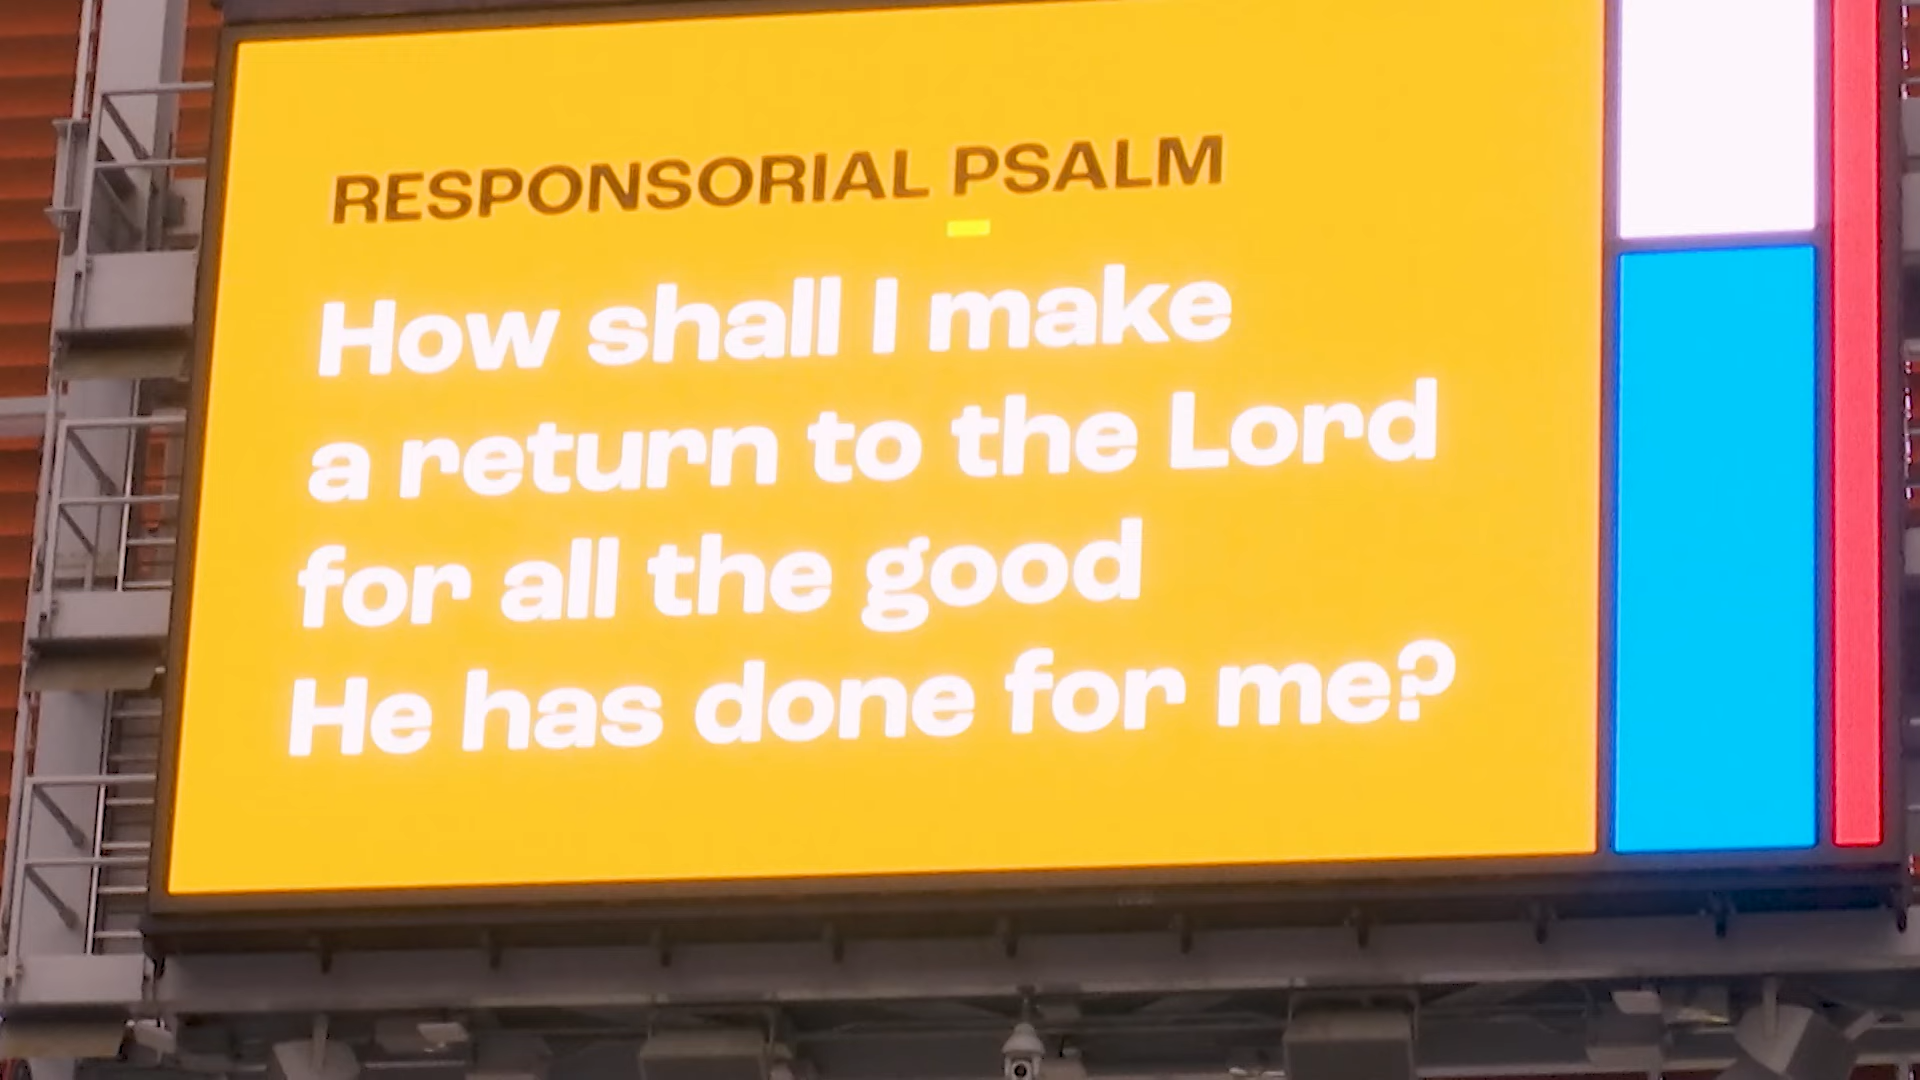 RESPONSORIAL PSALM
How shall I make
a return to the Lord
for all the good
He has done for me?